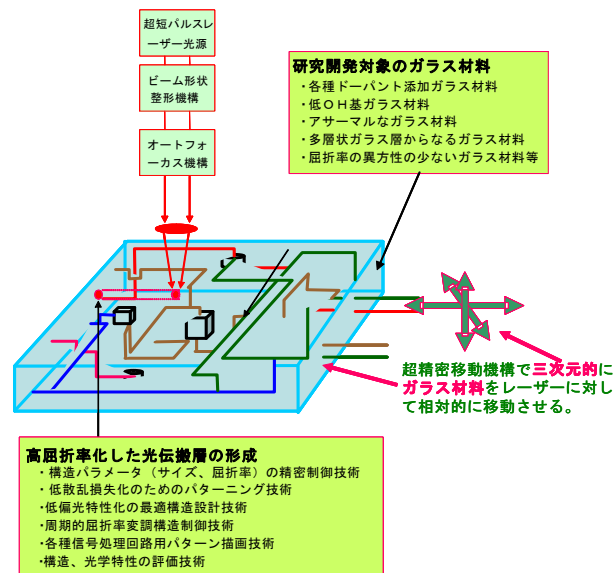 超短パルスレ
ーザー光源
ビーム形状
整形機構
オートフォ
ーカス機構
研究開発対象のガラス材料
・各種ドーパント添加ガラス材料
・低ＯＨ基ガラス材料
・アサーマルなガラス材料
・多層状ガラス層からなるガラス材料
・屈折率の異方性の少ないガラス材料等
超精密移動機構で三次元的に
ガラス材料をレーザーに対し
て相対的に移動させる。
高屈折率化した光伝搬層の形成
・構造パラメータ（サイズ、屈折率）の精密制御技術
・低散乱損失化のためのパターニング技術
・低偏光特性化の最適構造設計技術
・周期的屈折率変調構造制御技術
・各種信号処理回路用パターン描画技術
・構造、光学特性の評価技術